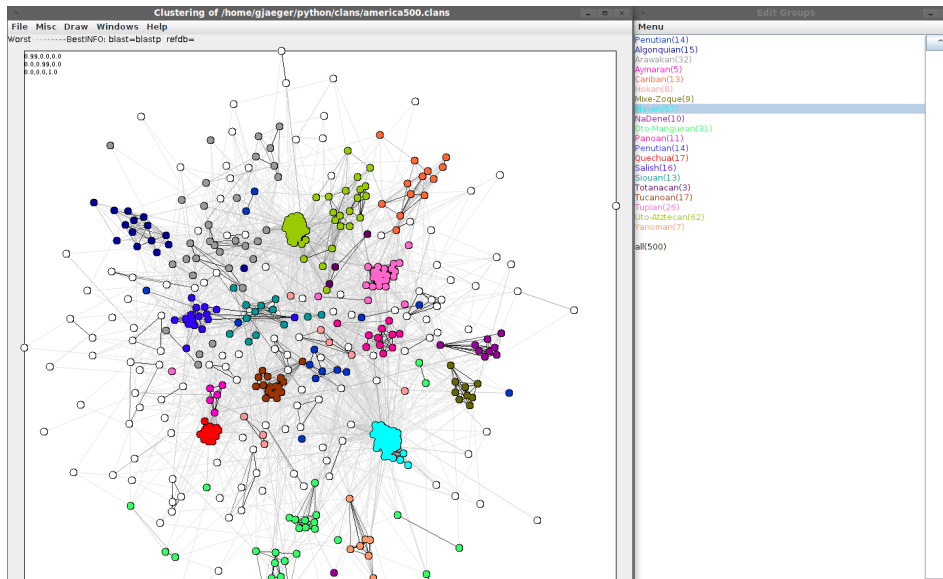 Clustering of /home/gjaeger/python/clans/america500.clans
File Misc Draw Windows Help
Worst --------BestINFO: blast=blastp refdb=
0.99,0.0,0.0
0.0,0.99,0.0
0.0,0.0,1.0
Edit Groups
Menu
Penutian(14)
Algonquian(15)
Arawakan(32)
Aymaran(5)
Cariban(13)
Hokan(8)
Mixe-Zoque(9)
NaDene(10)
Oto-Manguean(31)
Panoan(11)
Penutian(14)
Quechua(17)
Salish(16)
Siouan(13)
Totanacan(3)
Tucanoan(17)
Tupian(26)
Uto-Atztecan(62)
Yanoman(7)
all(500)